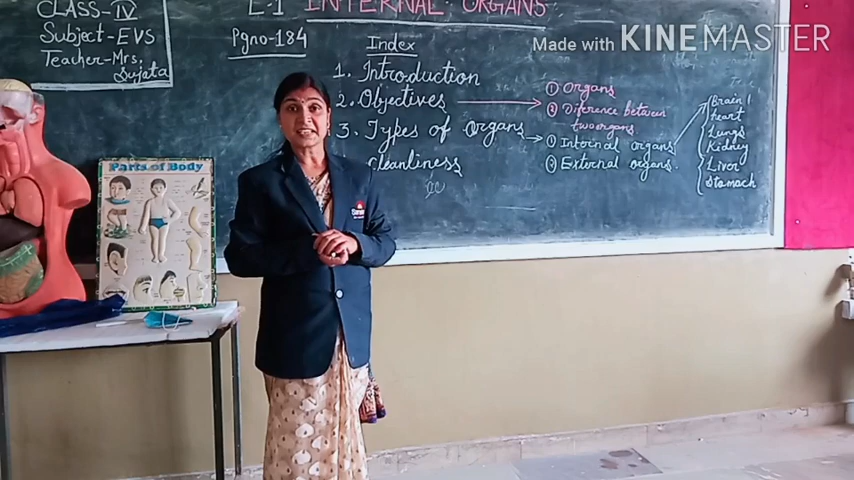 CLASS-IV
Subject-EVS
Teacher-Mrs.
Sujata
L-1 INTERNAL ORGANS
Pgno-184
Index
1. Introduction
2. Objectives
3. Types of Organs
cleanliness
① Organs
② Diference between
two organs
① Internal organs
② External organs.
Brain
heart
Lungs
Kidney
Liver
Stomach
Parts of Body
Made with KINEMASTER